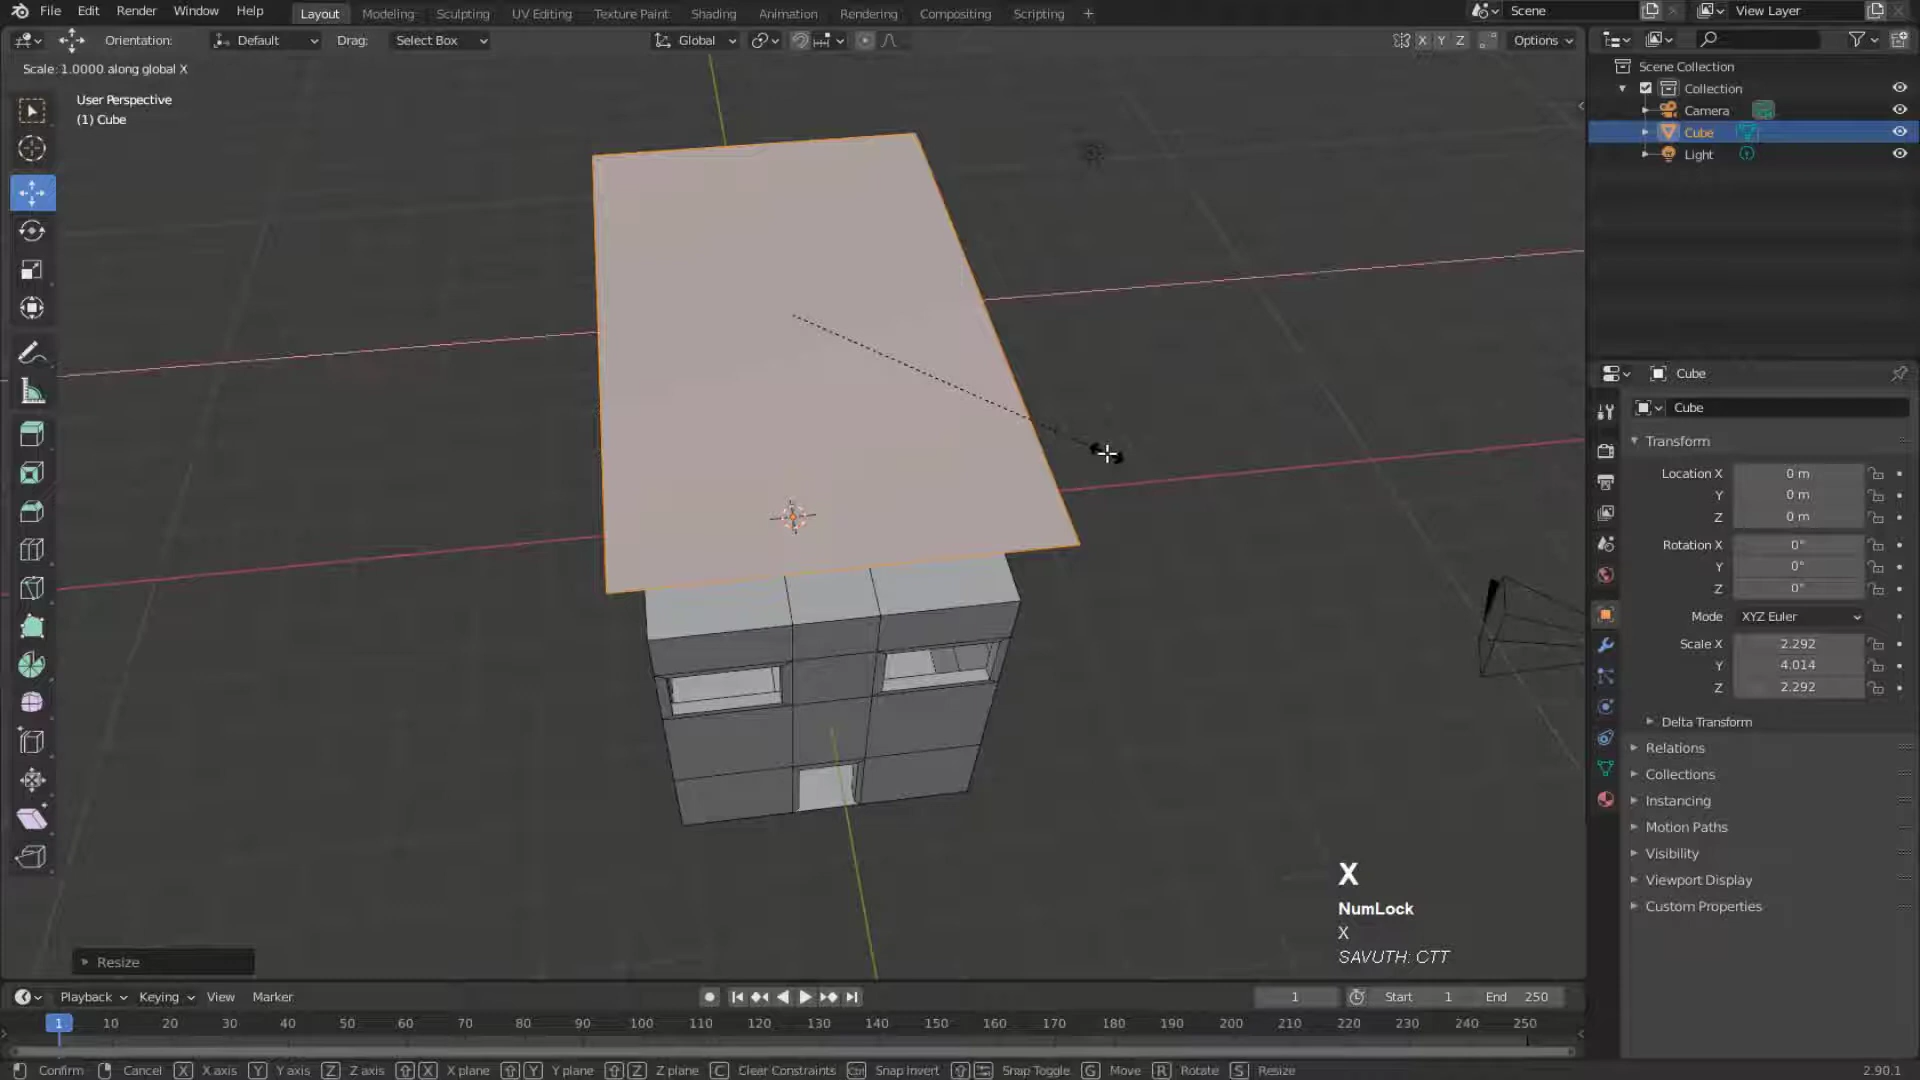 File Edit Render Window Help Layout Modeling Sculpting UV Editing Texture Paint Shading Animation Rendering Compositing Scripting + Scene View Layer
Orientation: Default Drag: Select Box Global X Y Z Options
Scale: 1.0000 along global X
User Perspective
(1) Cube
Scene Collection
Collection
Camera
Cube
Light
Cube
Cube
Transform
Location X 0 m
Y 0 m
Z 0 m
Rotation X 0°
Y 0°
Z 0°
Mode XYZ Euler
Scale X 2.292
Y 4.014
Z 2.292
Delta Transform
Relations
Collections
Instancing
Motion Paths
Visibility
Viewport Display
Custom Properties
X
NumLock
X
SAVUTH: CTT
Resize
Playback Keying View Marker 1 Start 1 End 250
1 10 20 30 40 50 60 70 80 90 100 110 120 130 140 150 160 170 180 190 200 210 220 230 240 250
Confirm Cancel X X axis Y Y axis Z Z axis X X plane Y Y plane Z Z plane C Clear Constraints Ctrl Snap Invert Snap Toggle G Move R Rotate S Resize 2.90.1